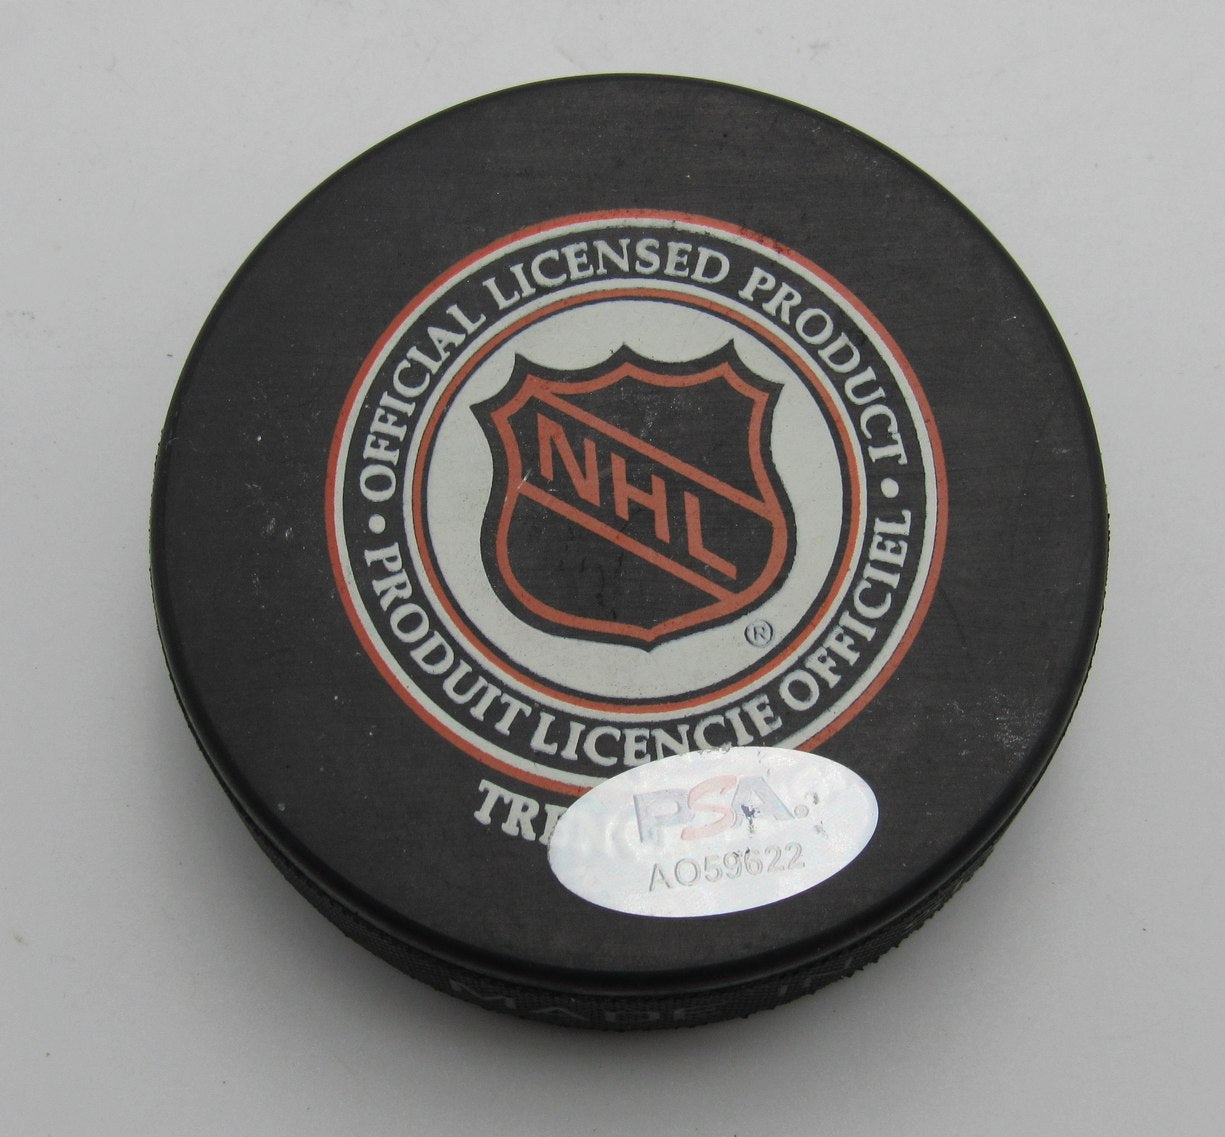 • OFFICIAL LICENSED PRODUCT •
NHL
®
PRODUIT LICENCIE OFFICIEL
PSA
AO59622